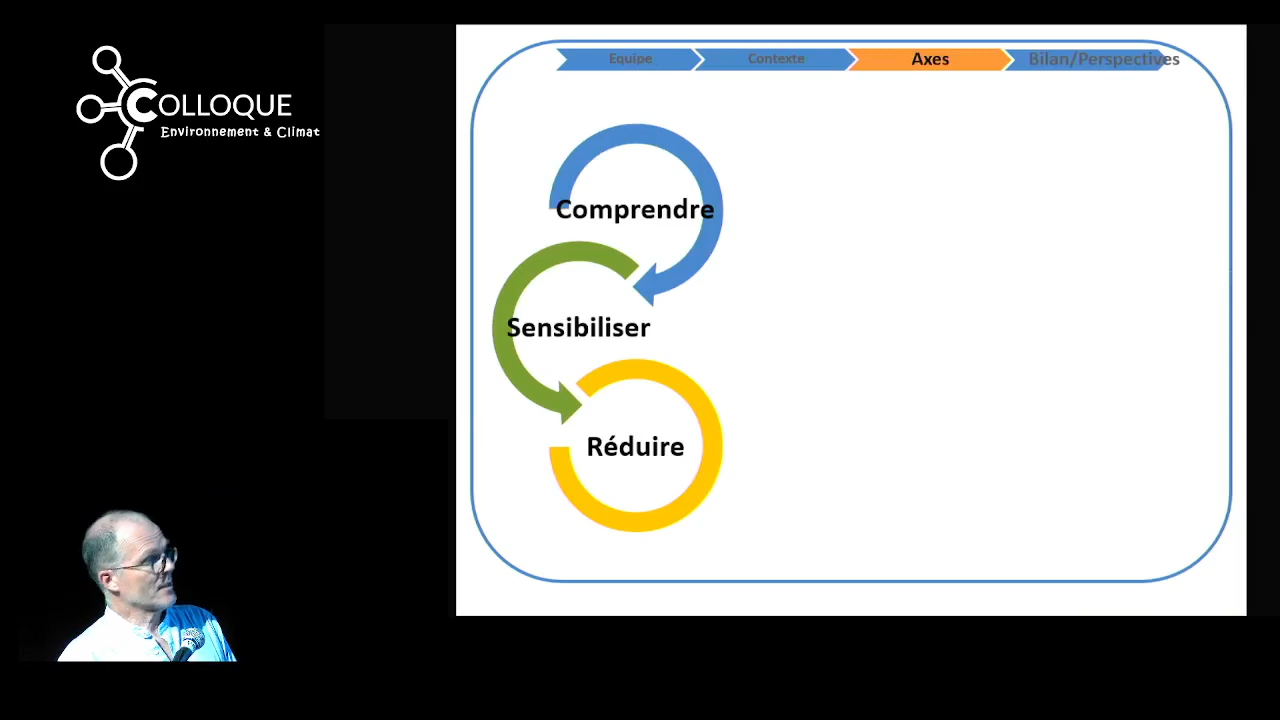 COLLOQUE
Environnement & Climat
Equipe
Contexte
Axes
Bilan/Perspectives
Comprendre
Sensibiliser
Réduire